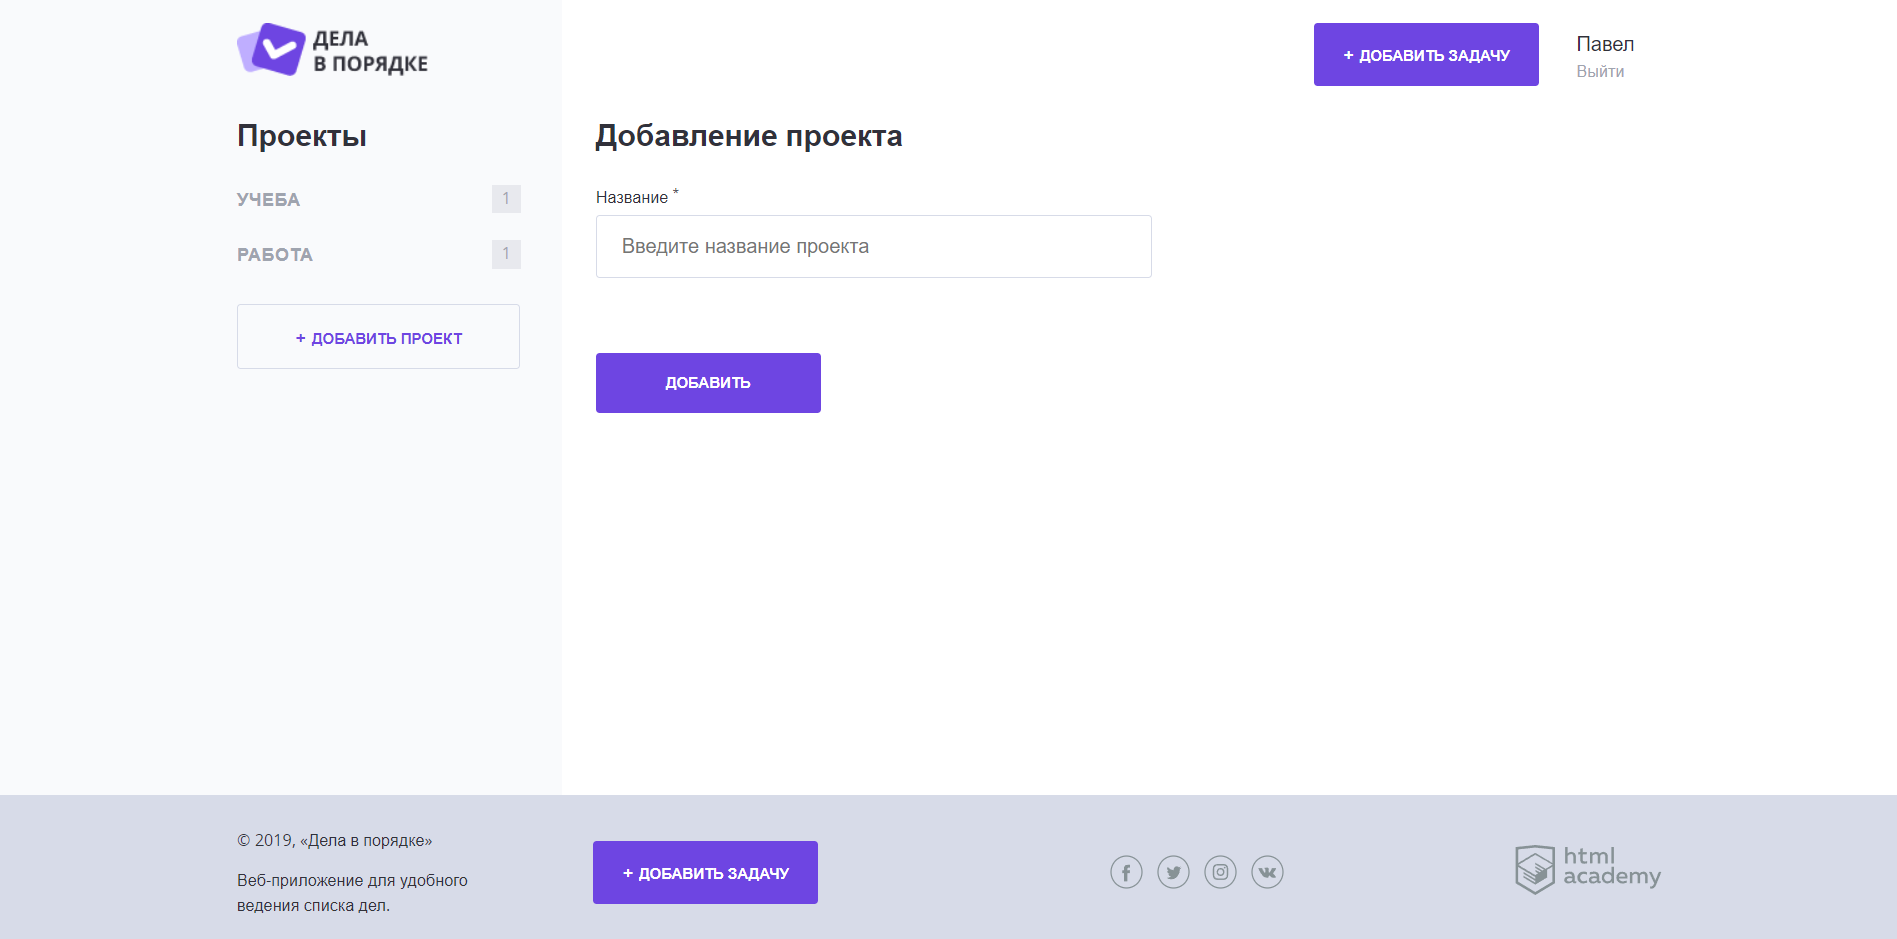 ДЕЛА
В ПОРЯДКЕ
+ ДОБАВИТЬ ЗАДАЧУ
Павел
Выйти
Проекты
УЧЕБА 1
РАБОТА 1
+ ДОБАВИТЬ ПРОЕКТ
Добавление проекта
Название *
Введите название проекта
ДОБАВИТЬ
© 2019, «Дела в порядке»
Веб-приложение для удобного
ведения списка дел.
+ ДОБАВИТЬ ЗАДАЧУ
html
academy